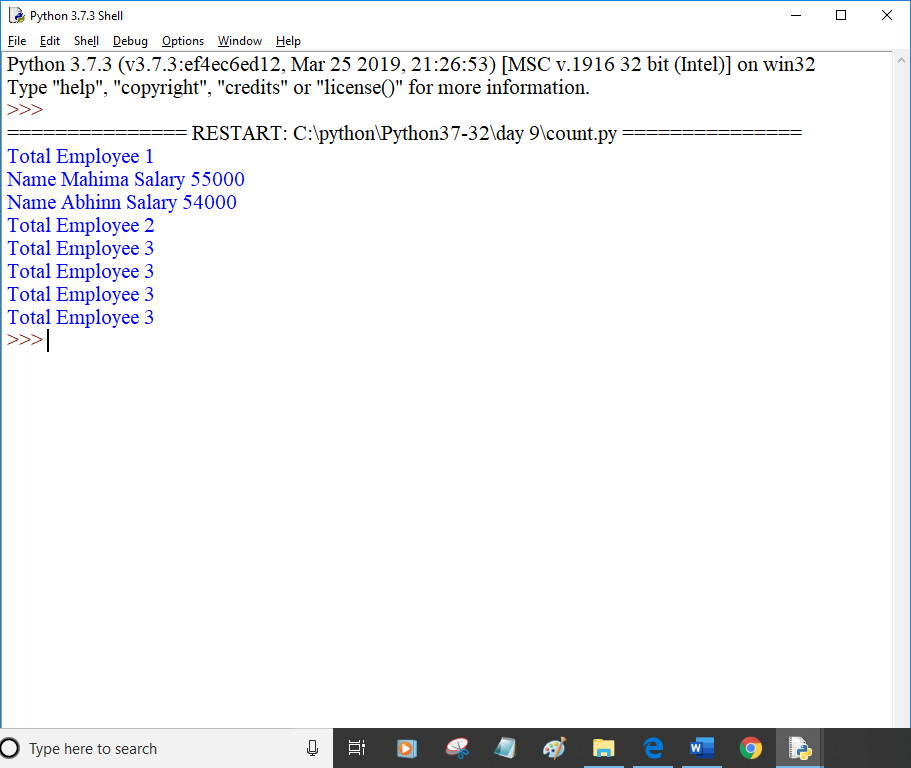 Python 3.7.3 Shell
File Edit Shell Debug Options Window Help
Python 3.7.3 (v3.7.3:ef4ec6ed12, Mar 25 2019, 21:26:53) [MSC v.1916 32 bit (Intel)] on win32
Type "help", "copyright", "credits" or "license()" for more information.
>>>
=============== RESTART: C:\python\Python37-32\day 9\count.py ===============
Total Employee 1
Name Mahima Salary 55000
Name Abhinn Salary 54000
Total Employee 2
Total Employee 3
Total Employee 3
Total Employee 3
Total Employee 3
>>>
Type here to search